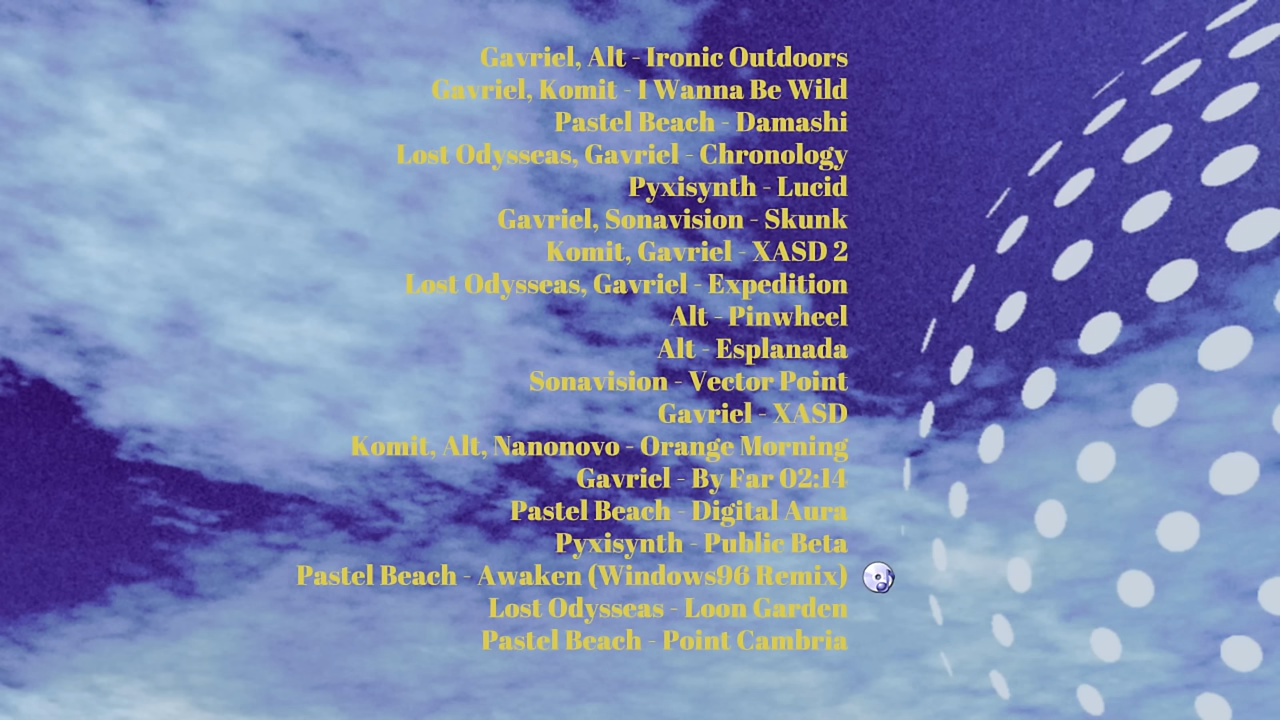 Gavriel, Alt - Ironic Outdoors
Gavriel, Komit - I Wanna Be Wild
Pastel Beach - Damashi
Lost Odysseas, Gavriel - Chronology
Pyxisynth - Lucid
Gavriel, Sonavision - Skunk
Komit, Gavriel - XASD 2
Lost Odysseas, Gavriel - Expedition
Alt - Pinwheel
Alt - Esplanada
Sonavision - Vector Point
Gavriel - XASD
Komit, Alt, Nanonovo - Orange Morning
Gavriel - By Far 02:14
Pastel Beach - Digital Aura
Pyxisynth - Public Beta
Pastel Beach - Awaken (Windows96 Remix)
Lost Odysseas - Loon Garden
Pastel Beach - Point Cambria